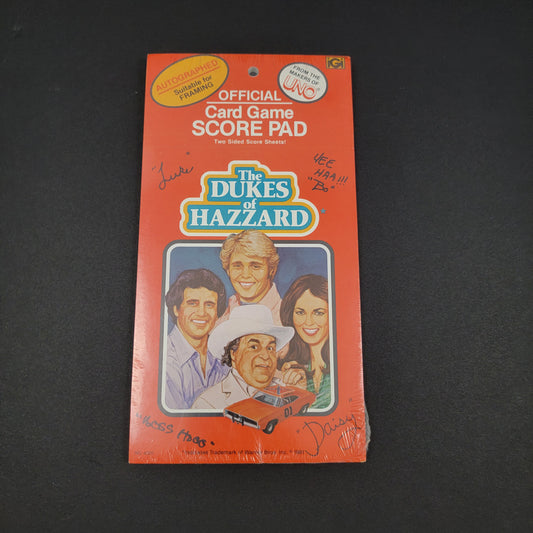 AUTOGRAPHED
Suitable for
FRAMING
FROM THE
MAKERS OF
UNO
OFFICIAL
Card Game
SCORE PAD
Two Sided Score Sheets!
"Luke"
YEE
HAA!!!
"Bo"
The
DUKES
of
HAZZARD
01
"Boss Hogg"
"Daisy"